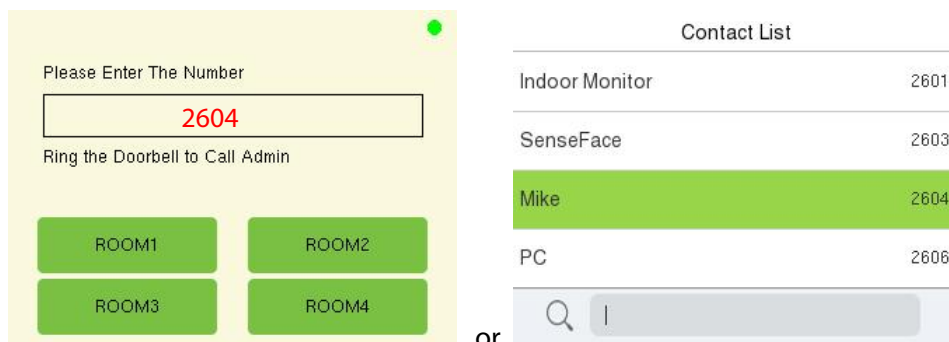 Please Enter The Number
2604
Ring the Doorbell to Call Admin
ROOM1 ROOM2
ROOM3 ROOM4
or
Contact List
Indoor Monitor 2601
SenseFace 2603
Mike 2604
PC 2606